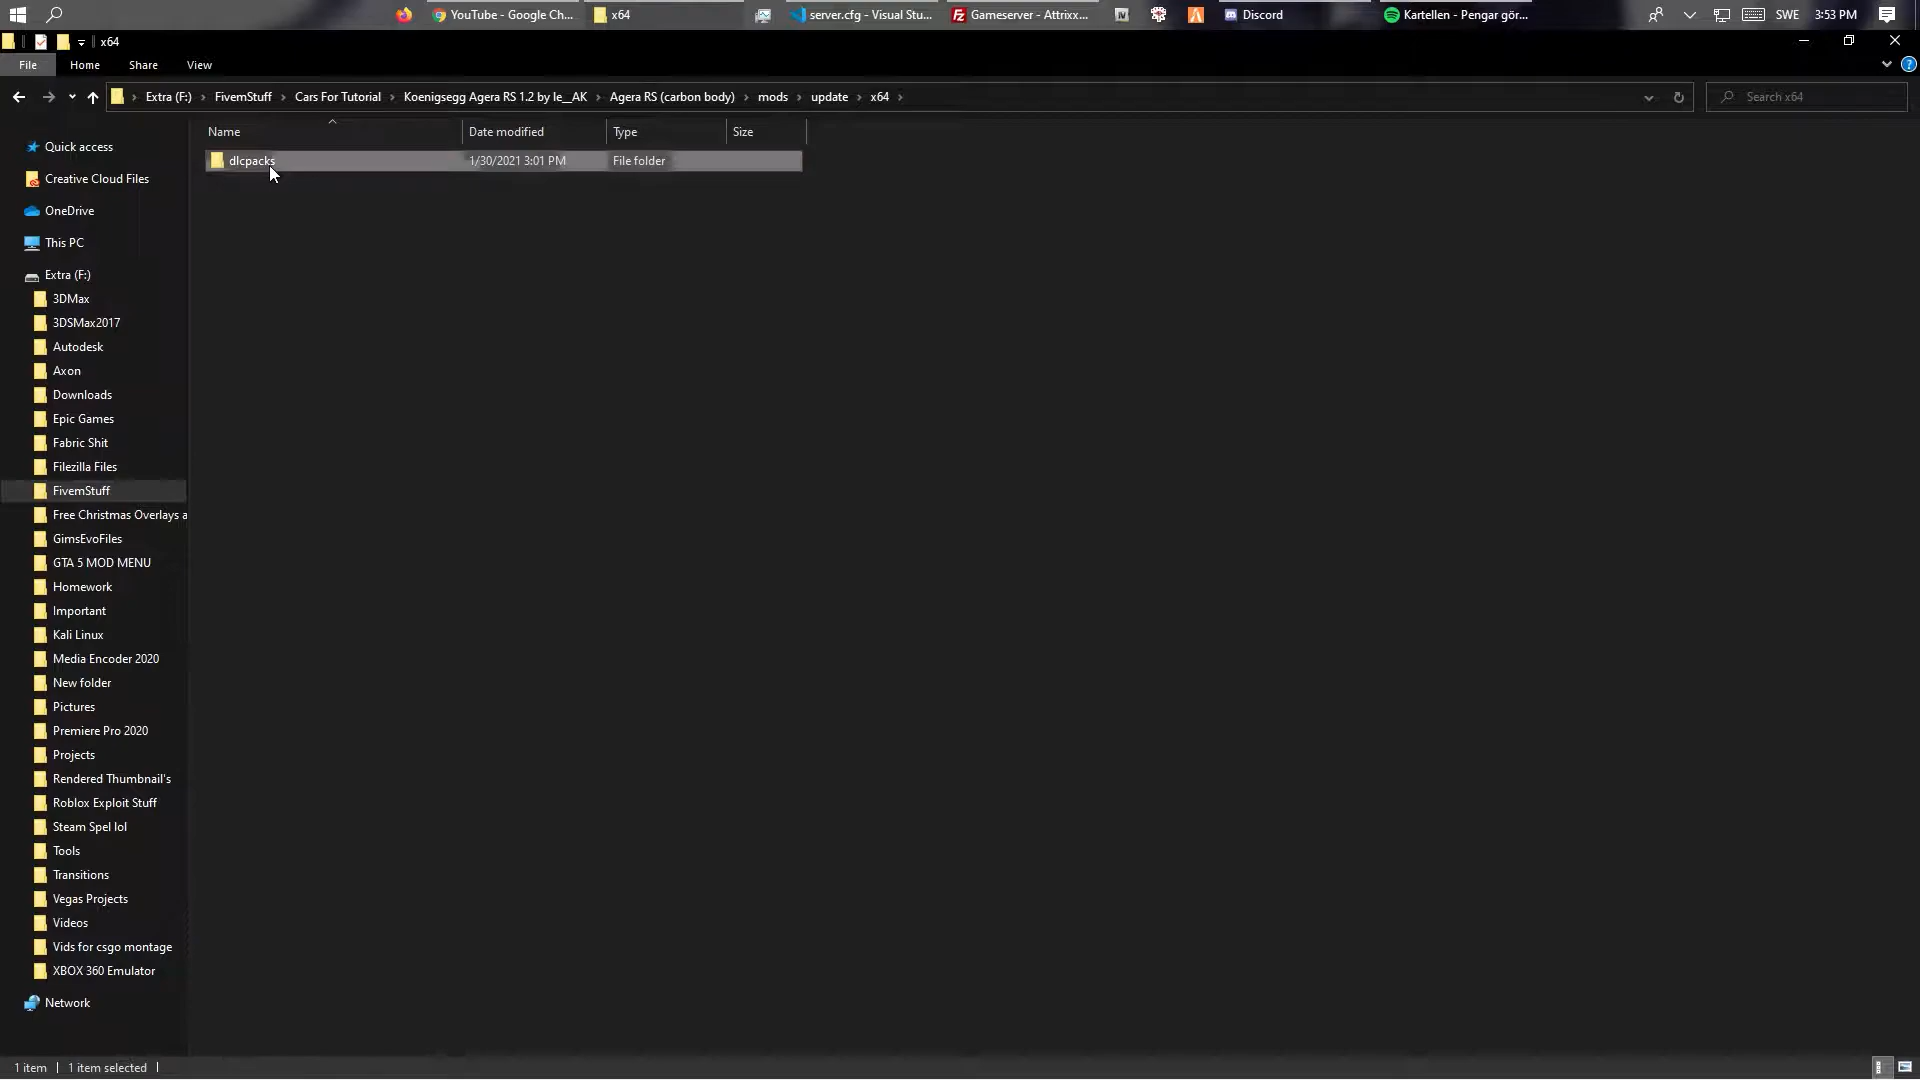 YouTube - Google Ch...
x64
server.cfg - Visual Stu...
Gameserver - Attrixx...
Discord
Kartellen - Pengar gör...
SWE
3:53 PM
x64
File
Home
Share
View
Extra (F:)
FivemStuff
Cars For Tutorial
Koenigsegg Agera RS 1.2 by le__AK
Agera RS (carbon body)
mods
update
x64
Search x64
Name
Date modified
Type
Size
dlcpacks
1/30/2021 3:01 PM
File folder
Quick access
Creative Cloud Files
OneDrive
This PC
Extra (F:)
3DMax
3DSMax2017
Autodesk
Axon
Downloads
Epic Games
Fabric Shit
Filezilla Files
FivemStuff
Free Christmas Overlays a
GimsEvoFiles
GTA 5 MOD MENU
Homework
Important
Kali Linux
Media Encoder 2020
New folder
Pictures
Premiere Pro 2020
Projects
Rendered Thumbnail's
Roblox Exploit Stuff
Steam Spel lol
Tools
Transitions
Vegas Projects
Videos
Vids for csgo montage
XBOX 360 Emulator
Network
1 item
1 item selected